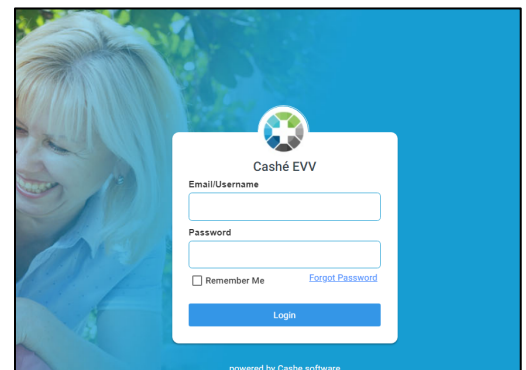 Cashé EVV
Email/Username
Password
Remember Me Forgot Password
Login
powered by Cashe software